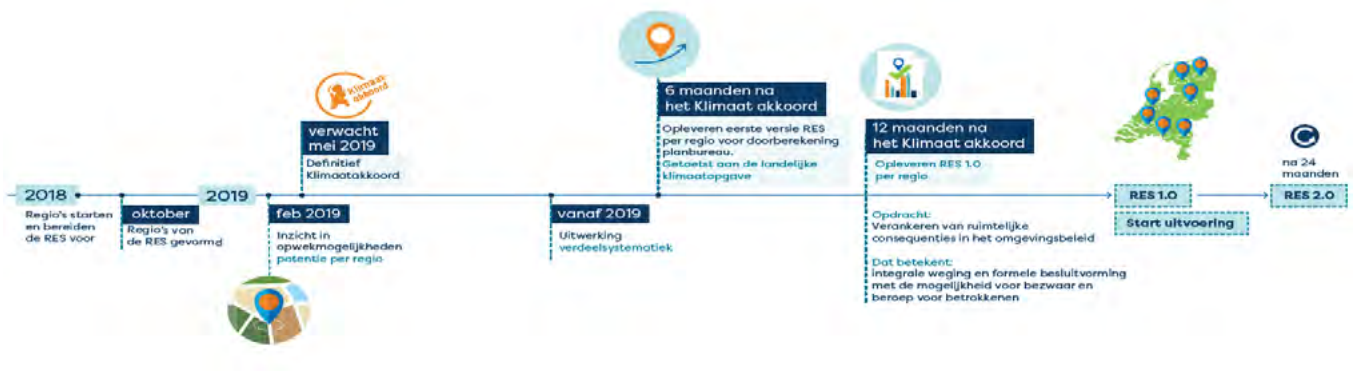 2018
Regio's starten
en bereiden
de RES voor
oktober
Regio's van
de RES gevormd
2019
Klimaat-
akkoord
verwacht
mei 2019
Definitief
Klimaatakkoord
feb 2019
Inzicht in
opwekmogelijkheden
potentie per regio
vanaf 2019
Uitwerking
verdeelsystematiek
6 maanden na
het Klimaat akkoord
Opleveren eerste versie RES
per regio voor doorberekening
planbureau.
Getoetst aan de landelijke
klimaatopgave
12 maanden na
het Klimaat akkoord
Opleveren RES 1.0
per regio
Opdracht:
Verankeren van ruimtelijke
consequenties in het omgevingsbeleid
Dat betekent:
integrale weging en formele besluitvorming
met de mogelijkheid voor bezwaar en
beroep voor betrokkenen
RES 1.0
Start uitvoering
na 24
maanden
RES 2.0